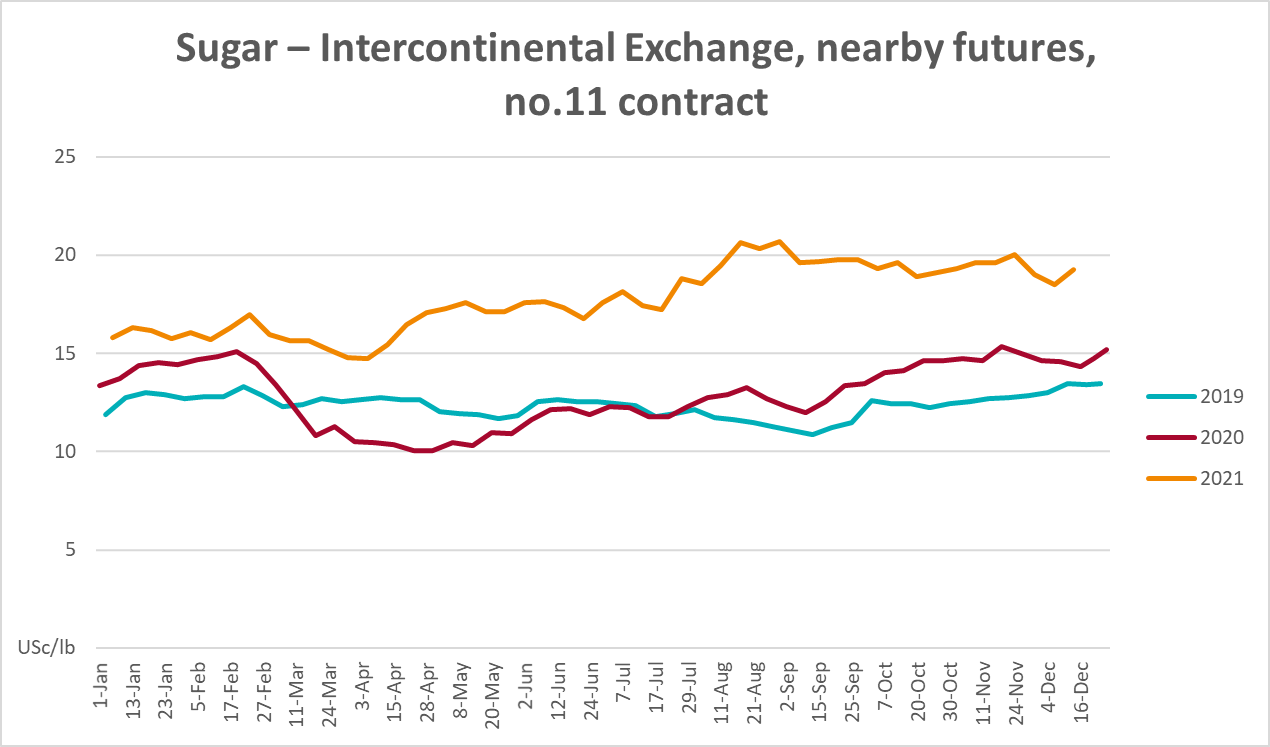 Sugar – Intercontinental Exchange, nearby futures,
no.11 contract
25
20
15
10
5
USc/lb
1-Jan
13-Jan
23-Jan
5-Feb
17-Feb
27-Feb
11-Mar
24-Mar
3-Apr
15-Apr
28-Apr
8-May
20-May
2-Jun
12-Jun
24-Jun
7-Jul
17-Jul
29-Jul
11-Aug
21-Aug
2-Sep
15-Sep
25-Sep
7-Oct
20-Oct
30-Oct
11-Nov
24-Nov
4-Dec
16-Dec
2019
2020
2021